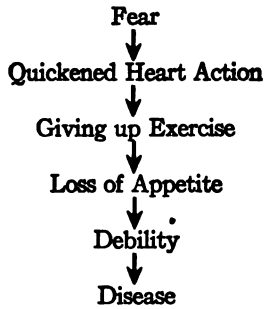 Fear
Quickened Heart Action
Giving up Exercise
Loss of Appetite
Debility
Disease